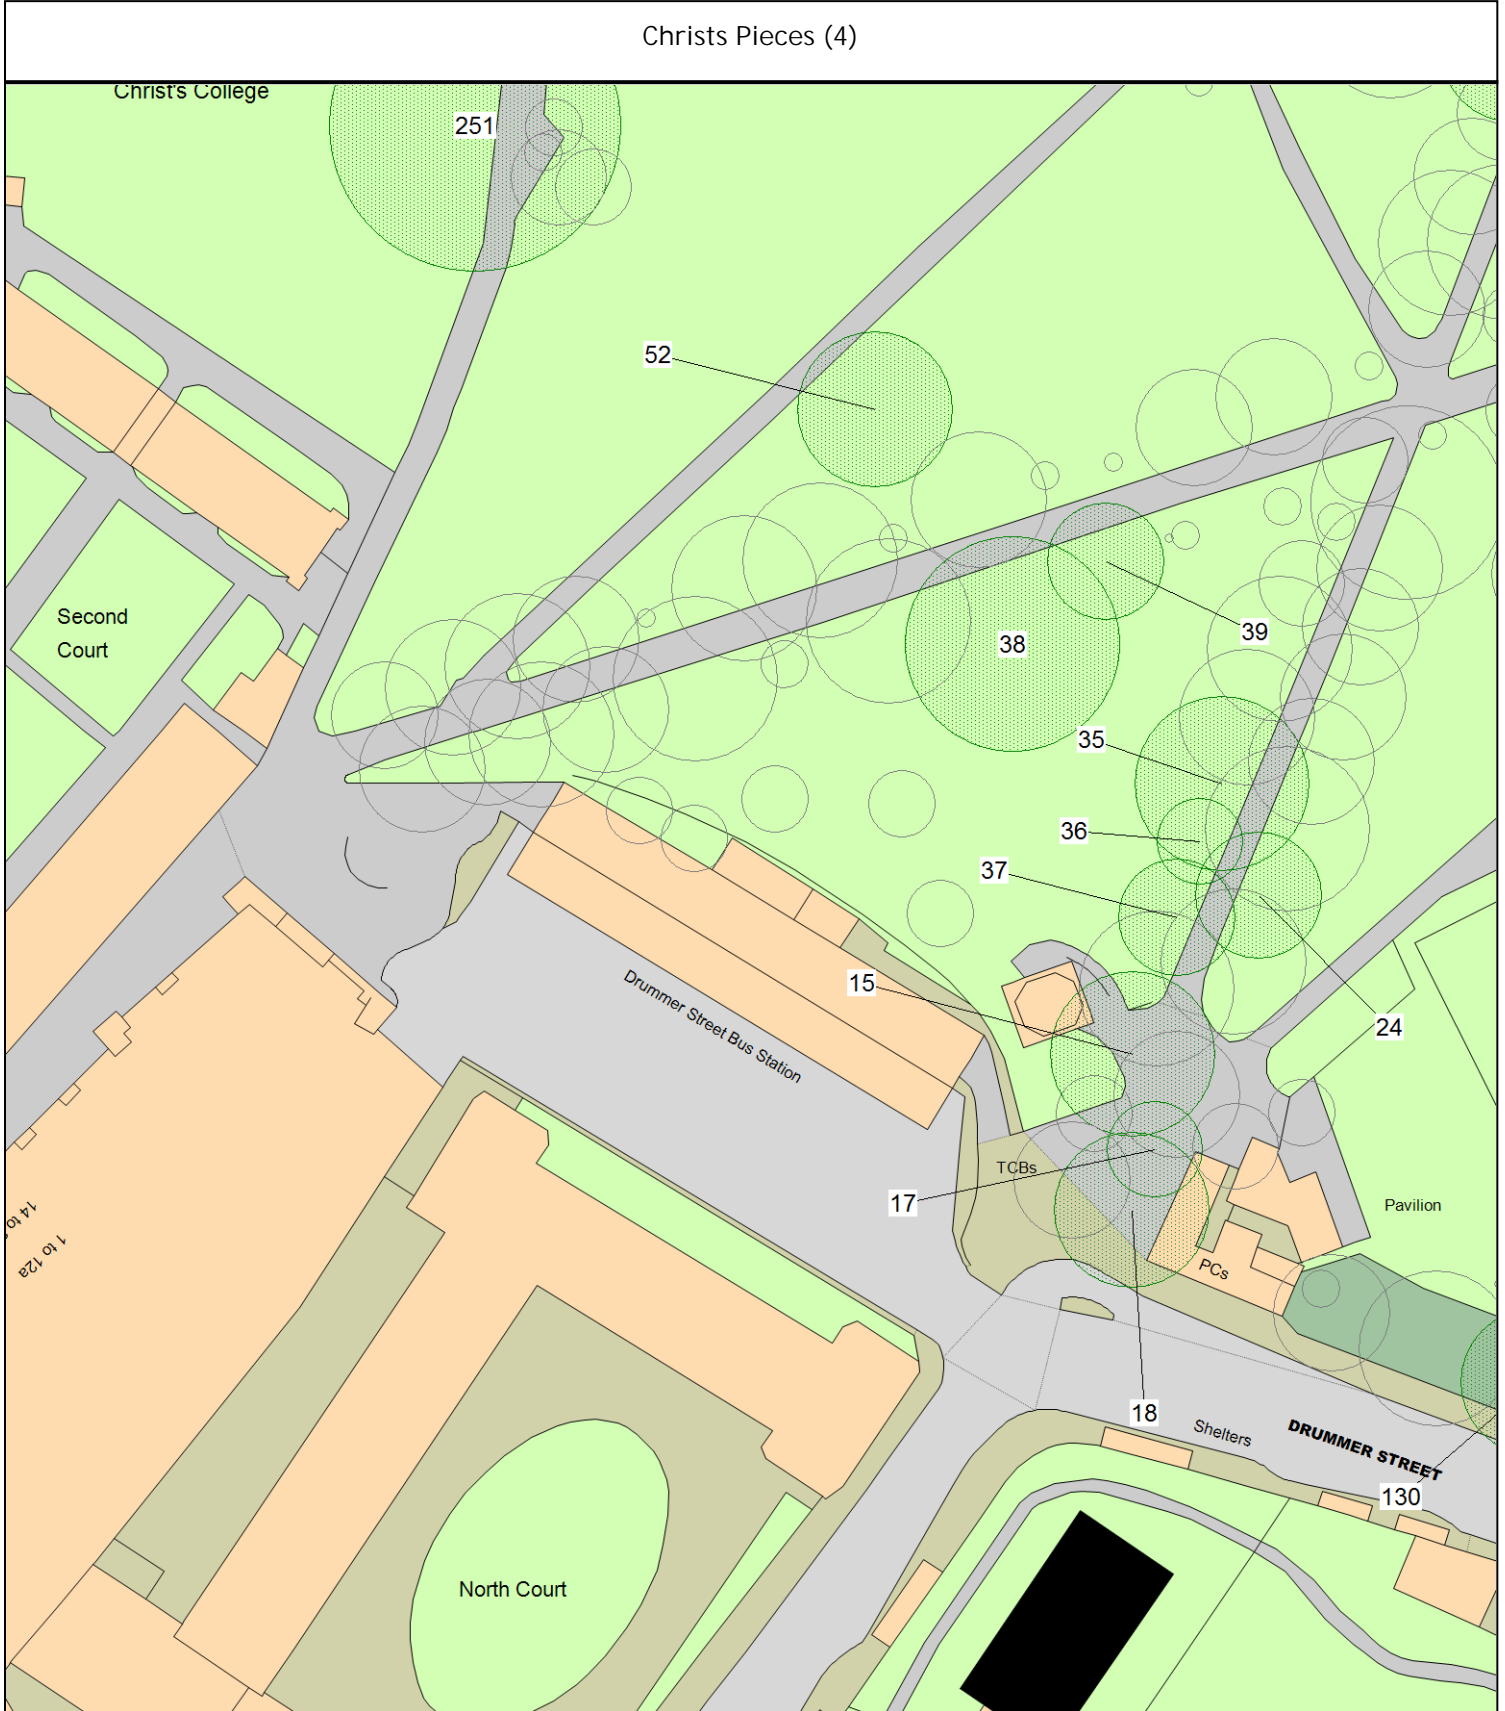 Christs Pieces (4)
Christ's College
251
52
Second
Court
39
38
35
36
37
15
24
Drummer Street Bus Station
TCBs
17
Pavilion
14 to
1 to 12a
PCs
18
Shelters
DRUMMER STREET
130
North Court